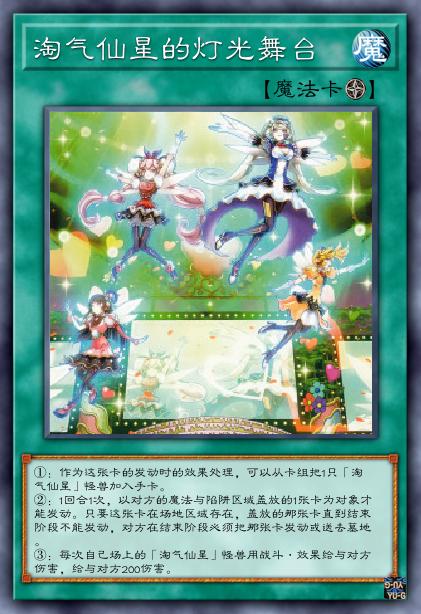 淘气仙星的灯光舞台
魔
【魔法卡】
①：作为这张卡的发动时的效果处理，可以从卡组把1只「淘
气仙星」怪兽加入手卡。
②：1回合1次，以对方的魔法与陷阱区域盖放的1张卡为对象才
能发动。只要这张卡在场地区域存在，盖放的那张卡直到结束
阶段不能发动，对方在结束阶段必须把那张卡发动或送去墓地
。
③：每次自己场上的「淘气仙星」怪兽用战斗·效果给与对方
伤害，给与对方200伤害。
YU-G